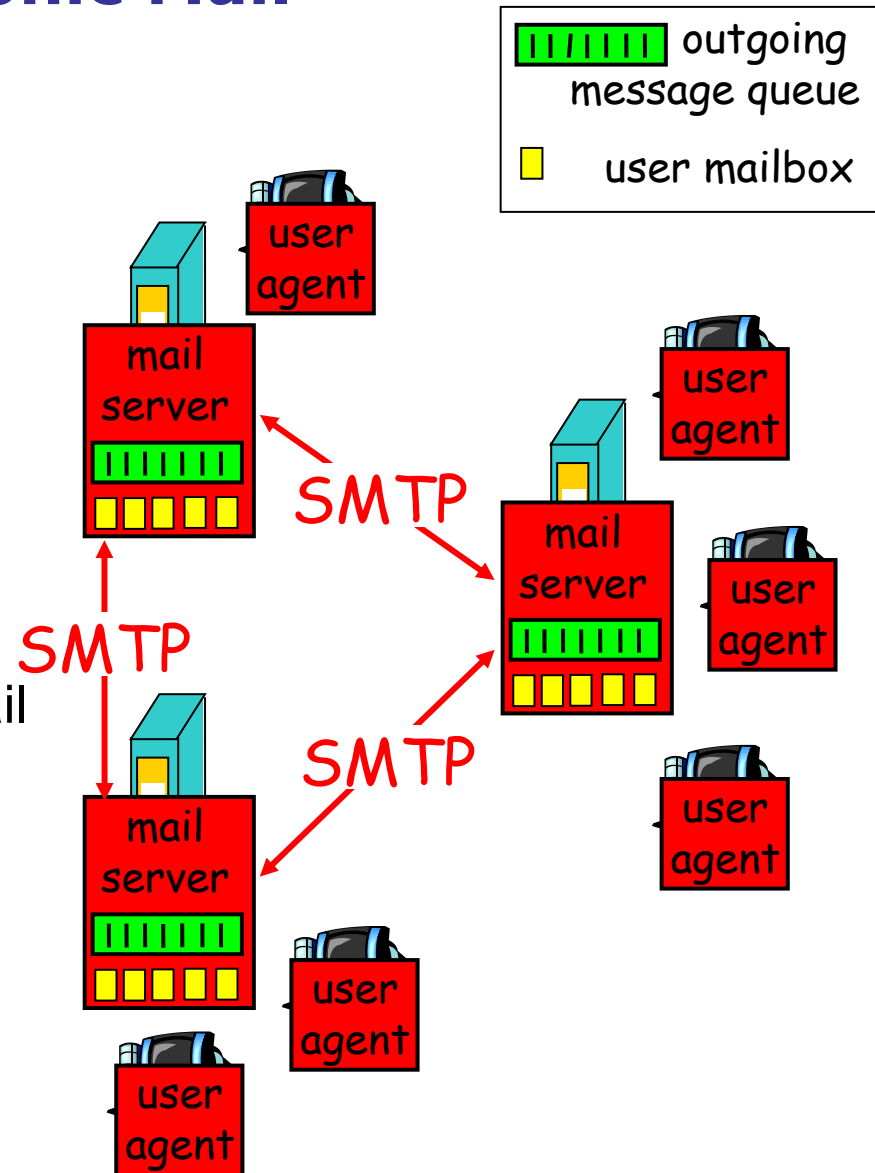 outgoing
message queue
user mailbox
user
agent
mail
server
user
agent
SMTP
mail
server
user
agent
SMTP
SMTP
mail
server
user
agent
user
agent
user
agent